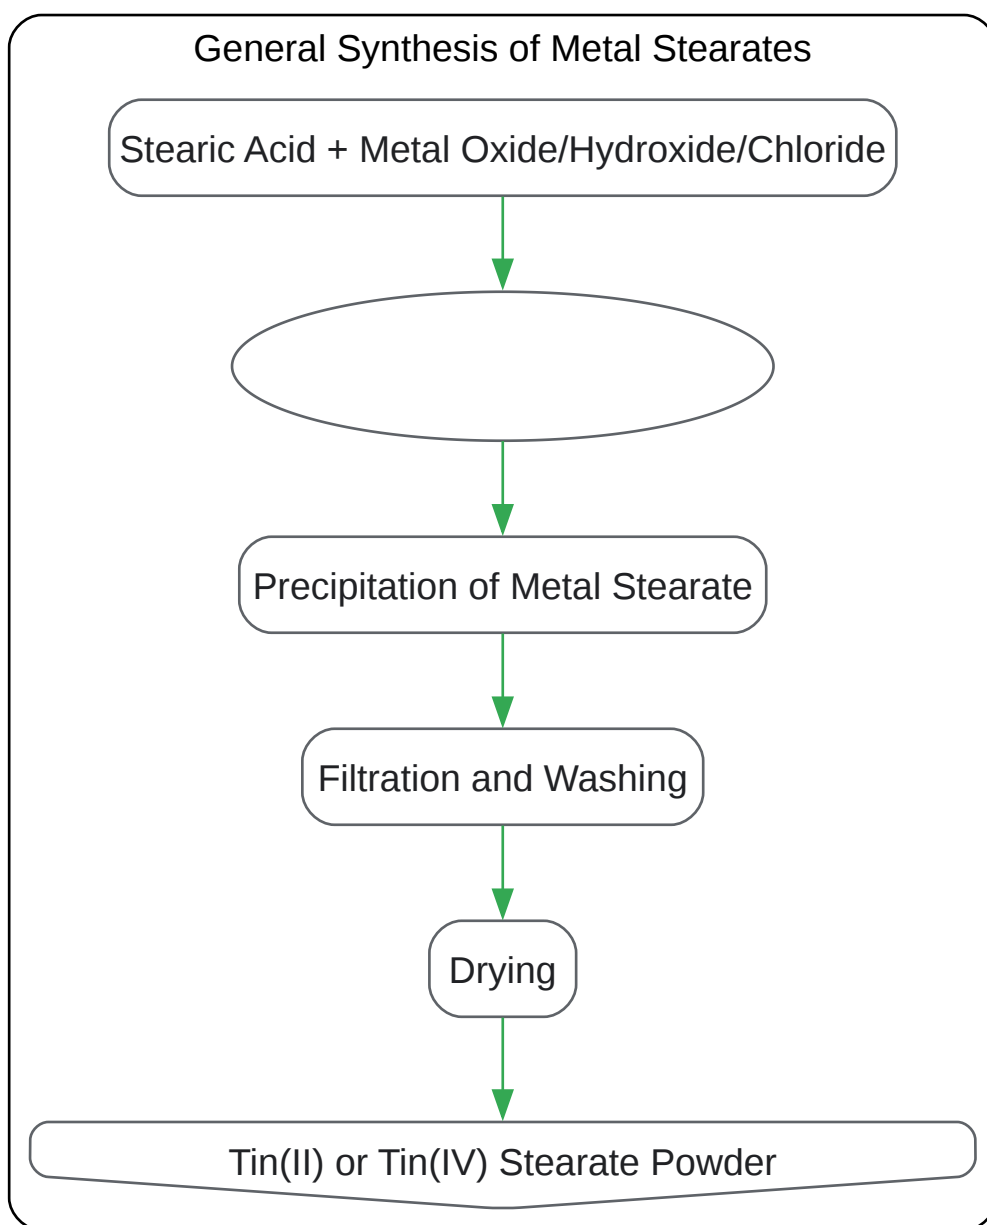 General Synthesis of Metal Stearates
Stearic Acid + Metal Oxide/Hydroxide/Chloride
Precipitation of Metal Stearate
Filtration and Washing
Drying
Tin(II) or Tin(IV) Stearate Powder